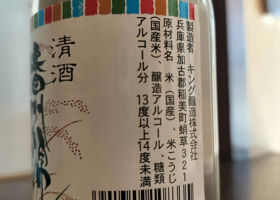 清酒
製造者 キング醸造株式会社
兵庫県加古郡稲美町蛸草321
原材料名 米(国産)、米こうじ
(国産米)、醸造アルコール、糖類
アルコール分 13度以上14度未満